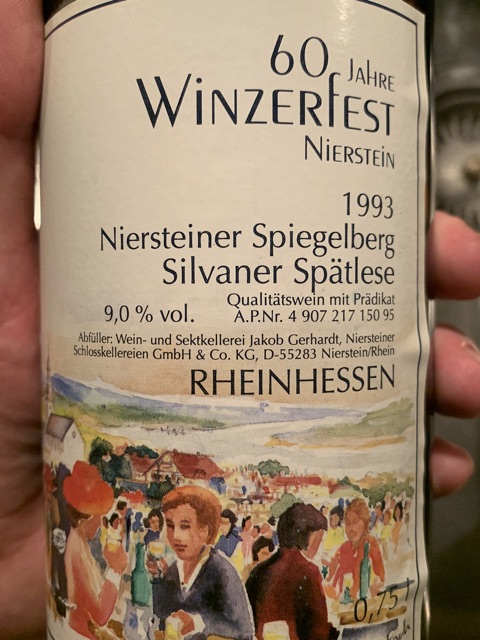 60 JAHRE
WINZERFEST
NIERSTEIN
1993
Niersteiner Spiegelberg
Silvaner Spätlese
9,0 % vol. Qualitätswein mit Prädikat
A.P.Nr. 4 907 217 150 95
Abfüller: Wein- und Sektkellerei Jakob Gerhardt, Niersteiner
Schlosskellereien GmbH & Co. KG, D-55283 Nierstein/Rhein
RHEINHESSEN
0,75 l